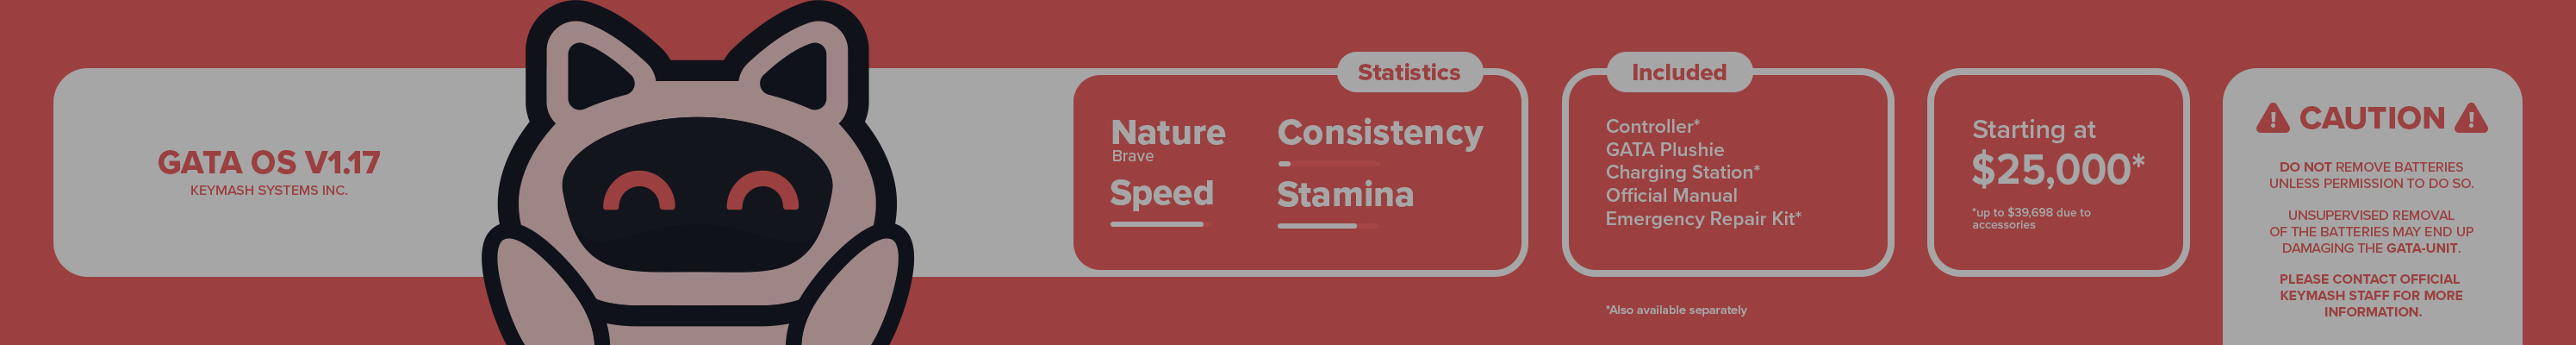 GATA OS V1.17
KEYMASH SYSTEMS INC.
Statistics
Nature
Brave
Speed
Consistency
Stamina
Included
Controller*
GATA Plushie
Charging Station*
Official Manual
Emergency Repair Kit*
*Also available separately
Starting at
$25,000*
*up to $39,698 due to
accessories
CAUTION
DO NOT REMOVE BATTERIES
UNLESS PERMISSION TO DO SO.
UNSUPERVISED REMOVAL
OF THE BATTERIES MAY END UP
DAMAGING THE GATA-UNIT.
PLEASE CONTACT OFFICIAL
KEYMASH STAFF FOR MORE
INFORMATION.